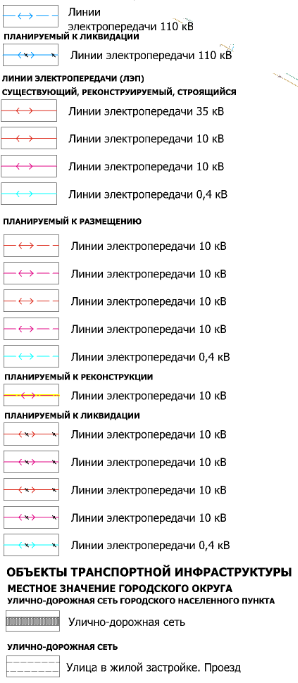 Линии
электропередачи 110 кВ
ПЛАНИРУЕМЫЙ К ЛИКВИДАЦИИ
Линии электропередачи 110 кВ
ЛИНИИ ЭЛЕКТРОПЕРЕДАЧИ (ЛЭП)
СУЩЕСТВУЮЩИЙ, РЕКОНСТРУИРУЕМЫЙ, СТРОЯЩИЙСЯ
Линии электропередачи 35 кВ
Линии электропередачи 10 кВ
Линии электропередачи 10 кВ
Линии электропередачи 0,4 кВ
ПЛАНИРУЕМЫЙ К РАЗМЕЩЕНИЮ
Линии электропередачи 10 кВ
Линии электропередачи 10 кВ
Линии электропередачи 10 кВ
Линии электропередачи 10 кВ
Линии электропередачи 0,4 кВ
ПЛАНИРУЕМЫЙ К РЕКОНСТРУКЦИИ
Линии электропередачи 10 кВ
ПЛАНИРУЕМЫЙ К ЛИКВИДАЦИИ
Линии электропередачи 10 кВ
Линии электропередачи 10 кВ
Линии электропередачи 10 кВ
Линии электропередачи 10 кВ
Линии электропередачи 0,4 кВ
ОБЪЕКТЫ ТРАНСПОРТНОЙ ИНФРАСТРУКТУРЫ
МЕСТНОЕ ЗНАЧЕНИЕ ГОРОДСКОГО ОКРУГА
УЛИЧНО-ДОРОЖНАЯ СЕТЬ ГОРОДСКОГО НАСЕЛЕННОГО ПУНКТА
Улично-дорожная сеть
УЛИЧНО-ДОРОЖНАЯ СЕТЬ
Улица в жилой застройке. Проезд